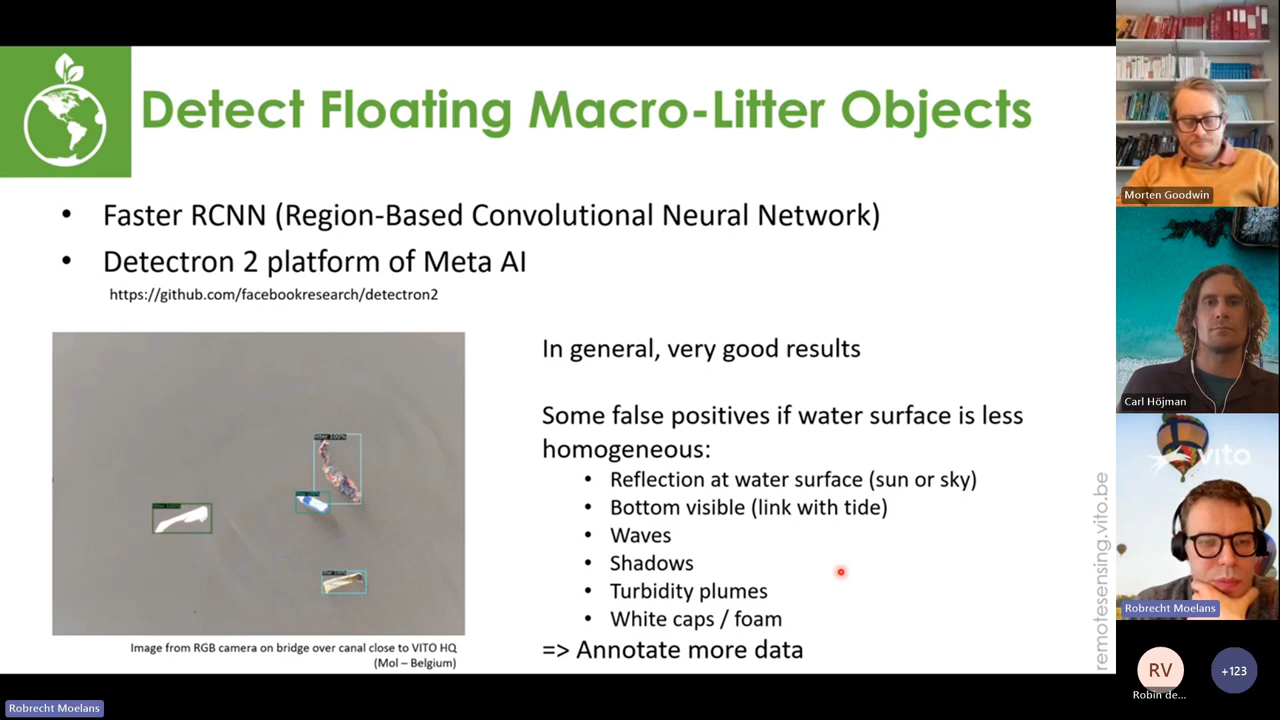 Detect Floating Macro-Litter Objects
• Faster RCNN (Region-Based Convolutional Neural Network)
• Detectron 2 platform of Meta AI
https://github.com/facebookresearch/detectron2
In general, very good results
Some false positives if water surface is less
homogeneous:
• Reflection at water surface (sun or sky)
• Bottom visible (link with tide)
• Waves
• Shadows
• Turbidity plumes
• White caps / foam
=> Annotate more data
Image from RGB camera on bridge over canal close to VITO HQ
(Mol – Belgium)
remotesensing.vito.be
Morten Goodwin
Carl Höjman
vito
Robrecht Moelans
RV
Robin de...
+123
Robrecht Moelans